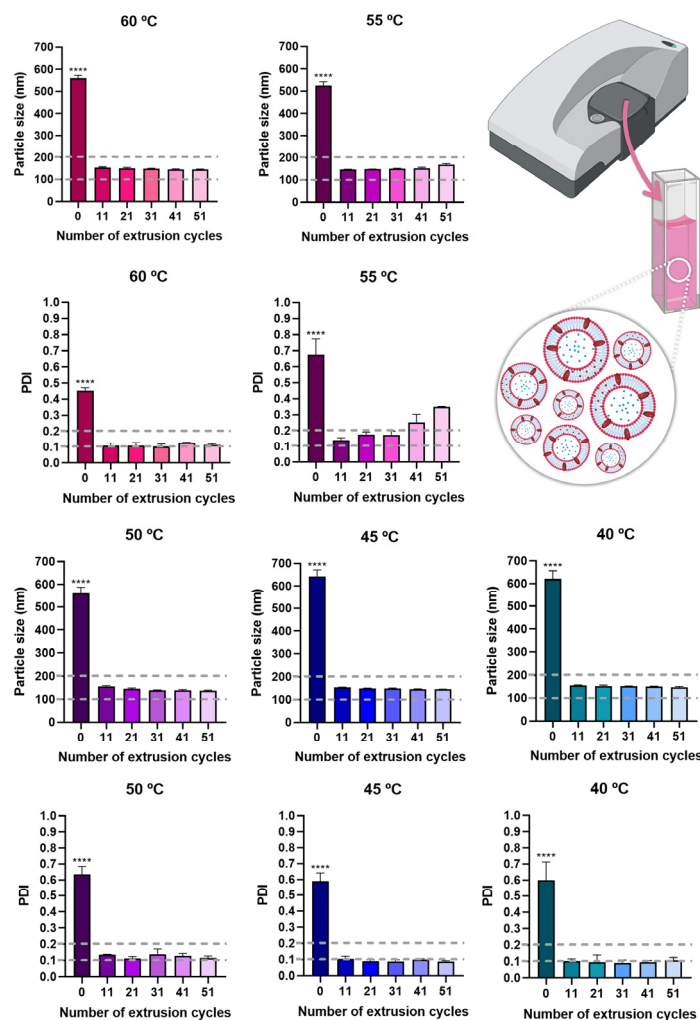 60 ºC
Particle size (nm)
700
600
500
400
300
200
100
0
****
0 11 21 31 41 51
Number of extrusion cycles
55 ºC
Particle size (nm)
700
600
500
400
300
200
100
0
****
0 11 21 31 41 51
Number of extrusion cycles
60 ºC
PDI
1.0
0.9
0.8
0.7
0.6
0.5
0.4
0.3
0.2
0.1
0.0
****
0 11 21 31 41 51
Number of extrusion cycles
55 ºC
PDI
1.0
0.9
0.8
0.7
0.6
0.5
0.4
0.3
0.2
0.1
0.0
****
0 11 21 31 41 51
Number of extrusion cycles
50 ºC
Particle size (nm)
700
600
500
400
300
200
100
0
****
0 11 21 31 41 51
Number of extrusion cycles
45 ºC
Particle size (nm)
700
600
500
400
300
200
100
0
****
0 11 21 31 41 51
Number of extrusion cycles
40 ºC
Particle size (nm)
700
600
500
400
300
200
100
0
****
0 11 21 31 41 51
Number of extrusion cycles
50 ºC
PDI
1.0
0.9
0.8
0.7
0.6
0.5
0.4
0.3
0.2
0.1
0.0
****
0 11 21 31 41 51
Number of extrusion cycles
45 ºC
PDI
1.0
0.9
0.8
0.7
0.6
0.5
0.4
0.3
0.2
0.1
0.0
****
0 11 21 31 41 51
Number of extrusion cycles
40 ºC
PDI
1.0
0.9
0.8
0.7
0.6
0.5
0.4
0.3
0.2
0.1
0.0
****
0 11 21 31 41 51
Number of extrusion cycles